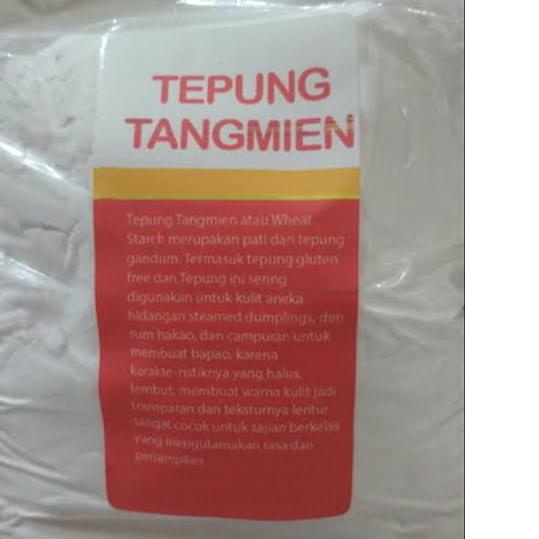 TEPUNG
TANGMIEN
Tepung Tangmien atau Wheat
Starch merupakan pati dari tepung
gandum. Termasuk tepung gluten
free dan Tepung ini sering
digunakan untuk kulit aneka
hidangan steamed dumplings, dim
sum hakao, dan campuran untuk
membuat bapao, karena
karakte-ristiknya yang halus,
lembut, membuat warna kulit jadi
transparan dan teksturnya lentur
sangat cocok untuk sajian berkelas
yang mengutamakan rasa dan
penampilan